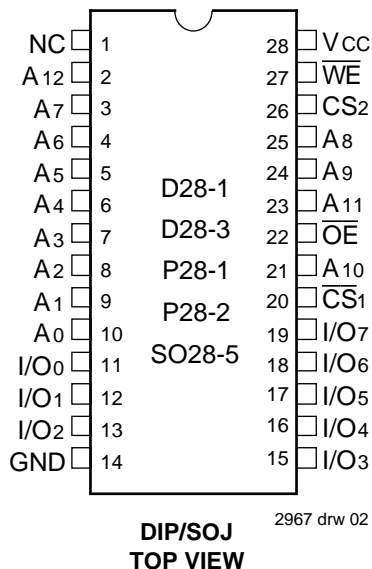 NC 1 28 VCC
A12 2 27 WE
A7 3 26 CS2
A6 4 25 A8
A5 5 24 A9
A4 6 23 A11
A3 7 22 OE
A2 8 21 A10
A1 9 20 CS1
A0 10 19 I/O7
I/O0 11 18 I/O6
I/O1 12 17 I/O5
I/O2 13 16 I/O4
GND 14 15 I/O3
D28-1
D28-3
P28-1
P28-2
SO28-5
2967 drw 02
DIP/SOJ
TOP VIEW